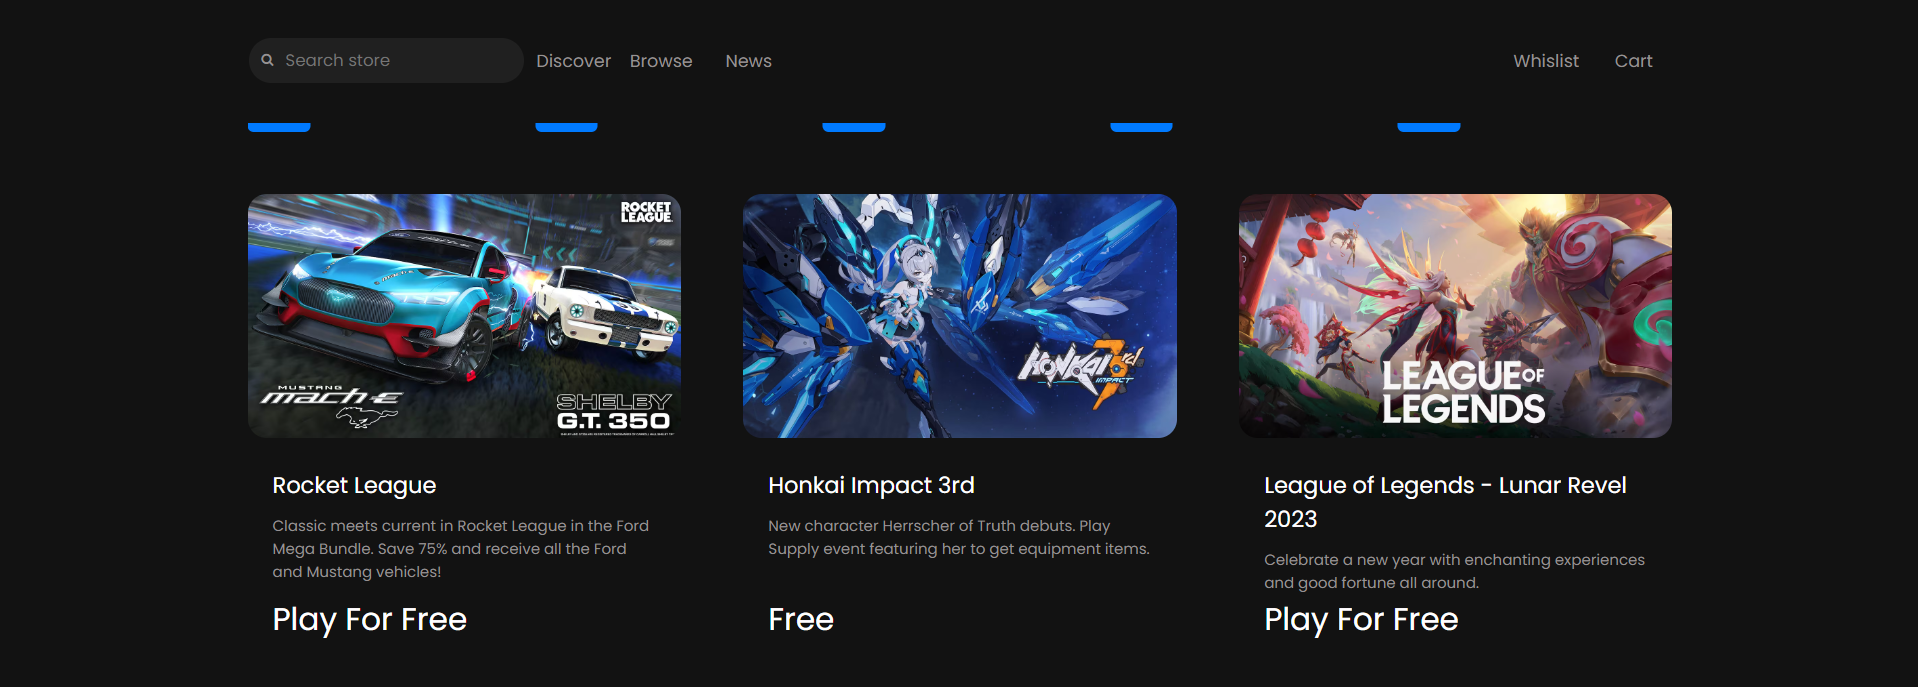 Search store
Discover
Browse
News
Whislist
Cart
ROCKET
LEAGUE
MUSTANG
mach-E
SHELBY
G.T. 350
HONKAI
3rd
IMPACT
LEAGUE OF
LEGENDS
Rocket League
Classic meets current in Rocket League in the Ford
Mega Bundle. Save 75% and receive all the Ford
and Mustang vehicles!
Play For Free
Honkai Impact 3rd
New character Herrscher of Truth debuts. Play
Supply event featuring her to get equipment items.
Free
League of Legends - Lunar Revel
2023
Celebrate a new year with enchanting experiences
and good fortune all around.
Play For Free